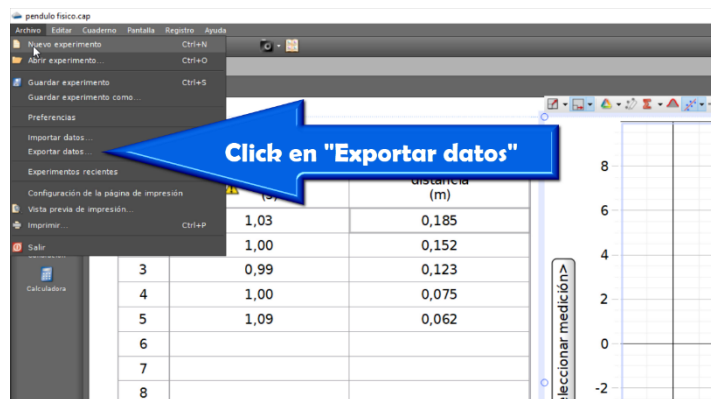 pendulo fisico.cap
Archivo Editar Cuaderno Pantalla Registro Ayuda
Nuevo experimento Ctrl+N
Abrir experimento... Ctrl+O
Guardar experimento Ctrl+S
Guardar experimento como...
Preferencias
Importar datos...
Exportar datos...
Experimentos recientes
Configuración de la página de impresión
Vista previa de impresión...
Imprimir... Ctrl+P
Salir
Calculadora
Click en "Exportar datos"
distancia
(s) (m)
1,03 0,185
1,00 0,152
3 0,99 0,123
4 1,00 0,075
5 1,09 0,062
6
7
8
8
6
4
2
0
-2
eleccionar medición>